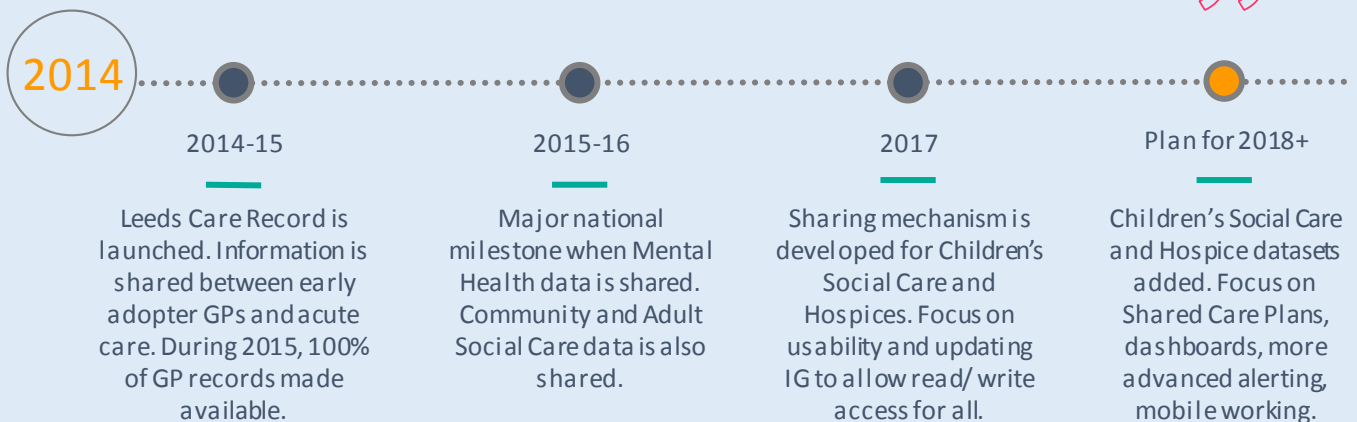 2014
2014-15
Leeds Care Record is
launched. Information is
shared between early
adopter GPs and acute
care. During 2015, 100%
of GP records made
available.
2015-16
Major national
milestone when Mental
Health data is shared.
Community and Adult
Social Care data is also
shared.
2017
Sharing mechanism is
developed for Children's
Social Care and
Hospices. Focus on
usability and updating
IG to allow read/ write
access for all.
Plan for 2018+
Children's Social Care
and Hospice datasets
added. Focus on
Shared Care Plans,
dashboards, more
advanced alerting,
mobile working.